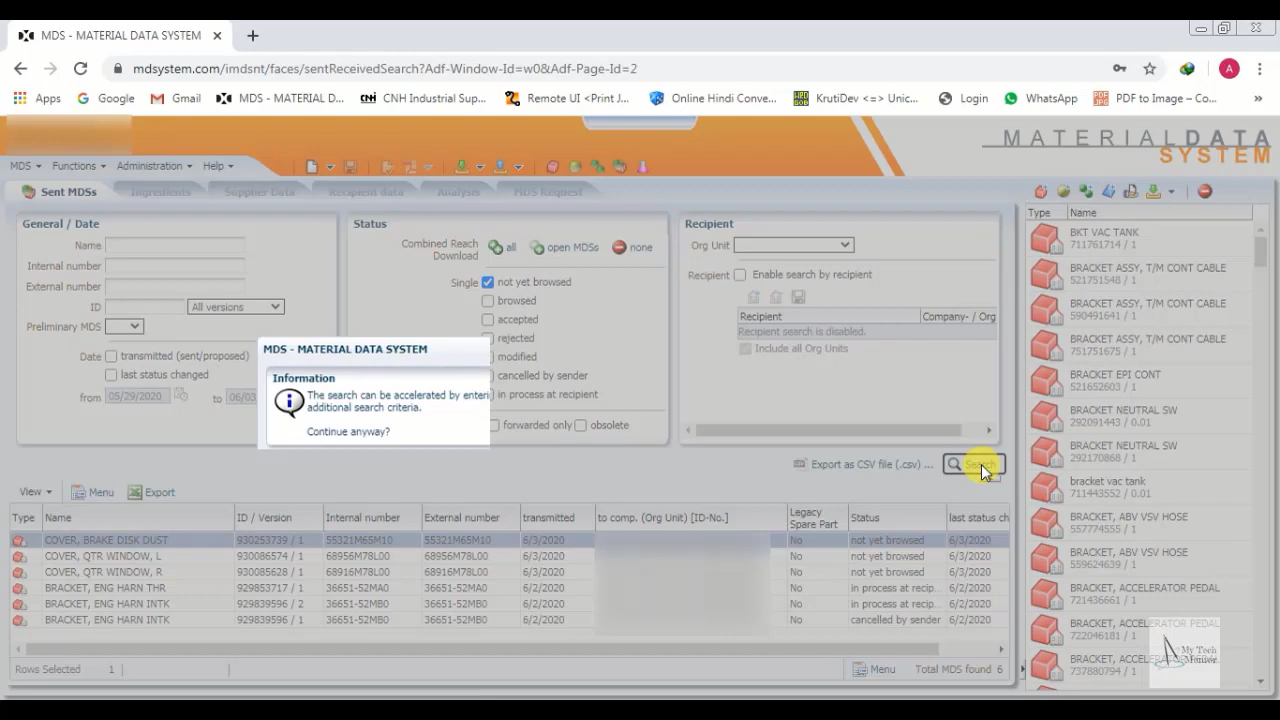 MDS - MATERIAL DATA SYSTEM
mdsystem.com/imdsnt/faces/sentReceivedSearch?Adf-Window-Id=w0&Adf-Page-Id=2
A
Apps Google Gmail MDS - MATERIAL D... CNH Industrial Sup... Remote UI <Print J... Online Hindi Conve... KrutiDev <=> Unic... Login WhatsApp PDF to Image – Co... »
MATERIALDATA
SYSTEM
MDS Functions Administration Help
Sent MDSs Ingredients Supplier Data Recipient data Analysis MDS Request
General / Date
Name
Internal number
External number
ID All versions
Preliminary MDS
Date transmitted (sent/proposed)
last status changed
from 05/29/2020 to 06/03
Status
Combined Reach Download all open MDSs none
Single not yet browsed
browsed
accepted
rejected
modified
cancelled by sender
in process at recipient
forwarded only obsolete
Recipient
Org Unit
Recipient Enable search by recipient
Recipient Company- / Org
Recipient search is disabled.
Include all Org Units
MDS - MATERIAL DATA SYSTEM
Information
The search can be accelerated by enteri
additional search criteria.
Continue anyway?
Export as CSV file (.csv) ... Search
View Menu Export
Type Name ID / Version Internal number External number transmitted to comp. (Org Unit) [ID-No.] Legacy Spare Part Status last status ch
COVER, BRAKE DISK DUST 930253739 / 1 55321M65M10 55321M65M10 6/3/2020 No not yet browsed 6/3/2020
COVER, QTR WINDOW, L 930086574 / 1 68956M78L00 68956M78L00 6/3/2020 No not yet browsed 6/3/2020
COVER, QTR WINDOW, R 930085628 / 1 68916M78L00 68916M78L00 6/3/2020 No not yet browsed 6/3/2020
BRACKET, ENG HARN THR 929853717 / 1 36651-52MA0 36651-52MA0 6/2/2020 No in process at recip... 6/2/2020
BRACKET, ENG HARN INTK 929839596 / 2 36651-52MB0 36651-52MB0 6/2/2020 No in process at recip... 6/2/2020
BRACKET, ENG HARN INTK 929839596 / 1 36651-52MB0 36651-52MB0 6/2/2020 No cancelled by sender 6/2/2020
Rows Selected 1 Menu Total MDS found 6
Type Name
BKT VAC TANK
711761714 / 1
BRACKET ASSY, T/M CONT CABLE
521751548 / 1
BRACKET ASSY, T/M CONT CABLE
590491641 / 1
BRACKET ASSY, T/M CONT CABLE
751751675 / 1
BRACKET EPI CONT
521652603 / 1
BRACKET NEUTRAL SW
292091443 / 0.01
BRACKET NEUTRAL SW
292170868 / 1
bracket vac tank
711443552 / 0.01
BRACKET, ABV VSV HOSE
557774555 / 1
BRACKET, ABV VSV HOSE
559624639 / 1
BRACKET, ACCELERATOR PEDAL
721436661 / 1
BRACKET, ACCELERATOR PEDAL
722046181 / 1
BRACKET, ACCELERATOR PEDAL
737880794 / 1
My Tech